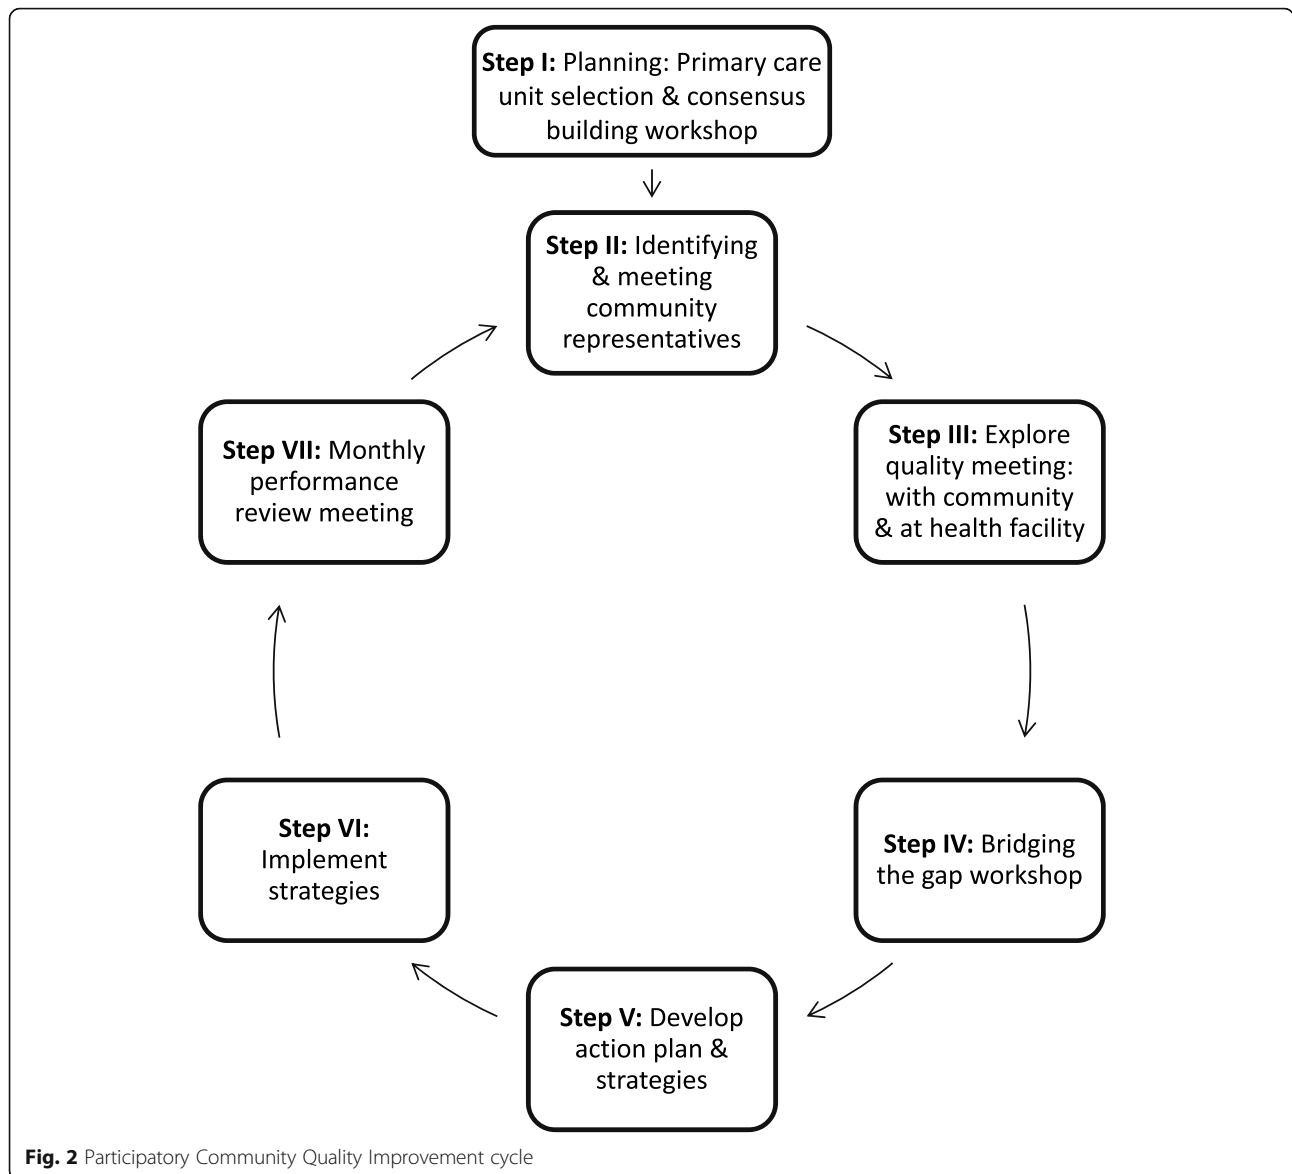 Step I: Planning: Primary care
unit selection & consensus
building workshop
Step II: Identifying
& meeting
community
representatives
Step III: Explore
quality meeting:
with community
& at health facility
Step IV: Bridging
the gap workshop
Step V: Develop
action plan &
strategies
Step VI:
Implement
strategies
Step VII: Monthly
performance
review meeting
Fig. 2 Participatory Community Quality Improvement cycle